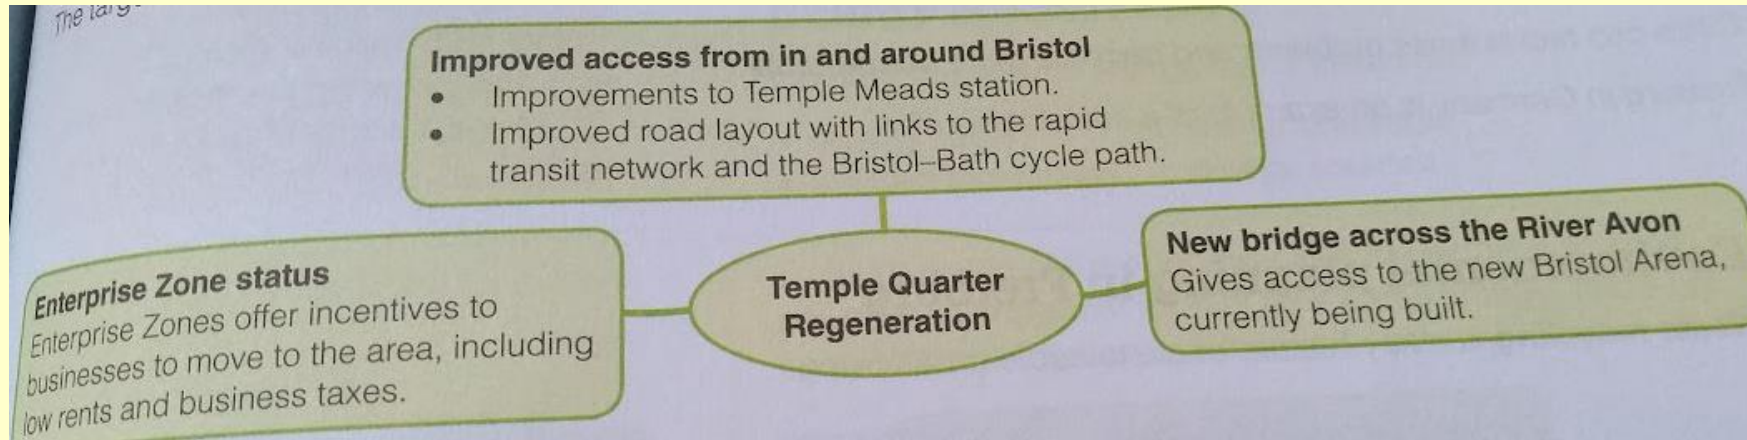 The
Improved access from in and around Bristol
• Improvements to Temple Meads station.
• Improved road layout with links to the rapid
transit network and the Bristol–Bath cycle path.
Enterprise Zone status
Enterprise Zones offer incentives to
businesses to move to the area, including
low rents and business taxes.
Temple Quarter
Regeneration
New bridge across the River Avon
Gives access to the new Bristol Arena,
currently being built.